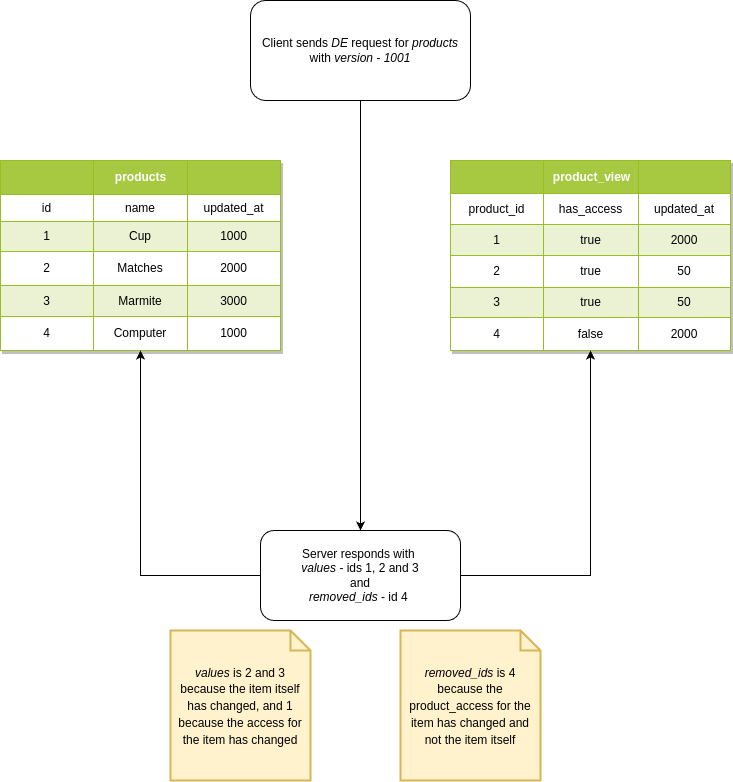 Client sends DE request for products
with version - 1001
products
id name updated_at
1 Cup 1000
2 Matches 2000
3 Marmite 3000
4 Computer 1000
product_view
product_id has_access updated_at
1 true 2000
2 true 50
3 true 50
4 false 2000
Server responds with
values - ids 1, 2 and 3
and
removed_ids - id 4
values is 2 and 3
because the item itself
has changed, and 1
because the access for
the item has changed
removed_ids is 4
because the
product_access for the
item has changed and
not the item itself